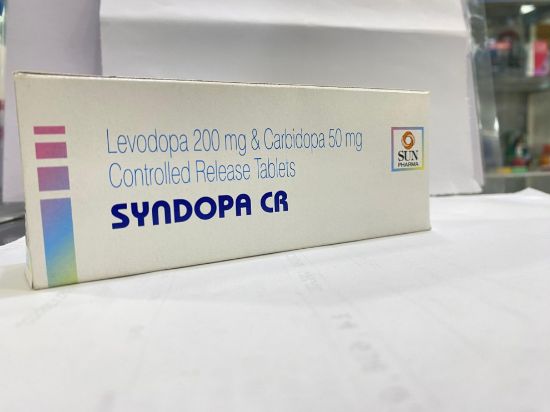 Levodopa 200 mg & Carbidopa 50 mg
Controlled Release Tablets
SYNDOPA CR
SUN
PHARMA